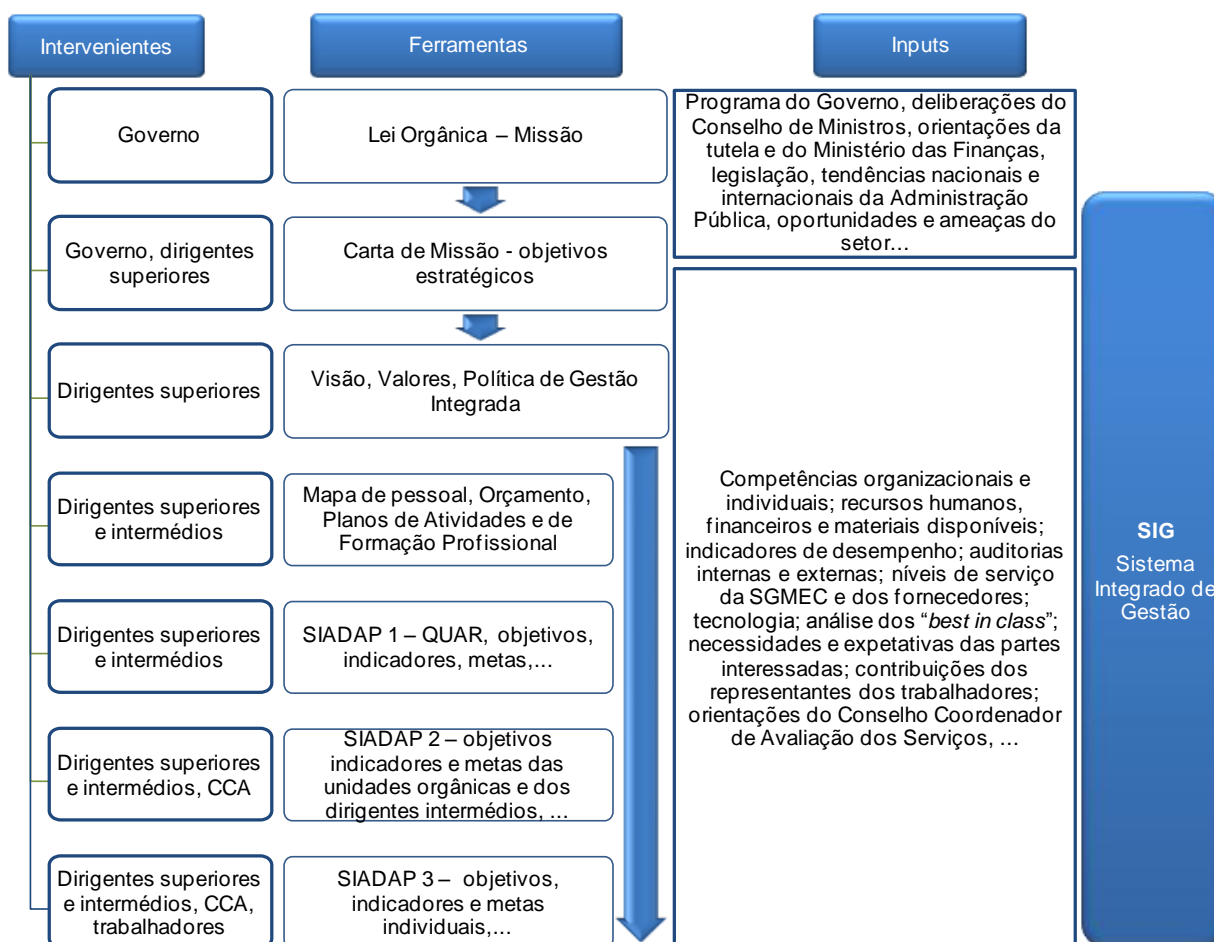 Intervenientes
Ferramentas
Inputs
Governo
Lei Orgânica – Missão
Programa do Governo, deliberações do
Conselho de Ministros, orientações da
tutela e do Ministério das Finanças,
legislação, tendências nacionais e
internacionais da Administração
Pública, oportunidades e ameaças do
setor…
Governo, dirigentes
superiores
Carta de Missão - objetivos
estratégicos
Dirigentes superiores
Visão, Valores, Política de Gestão
Integrada
Dirigentes superiores
e intermédios
Mapa de pessoal, Orçamento,
Planos de Atividades e de
Formação Profissional
Dirigentes superiores
e intermédios
SIADAP 1 – QUAR, objetivos,
indicadores, metas,…
Dirigentes superiores
e intermédios, CCA
SIADAP 2 – objetivos
indicadores e metas das
unidades orgânicas e dos
dirigentes intermédios, …
Dirigentes superiores
e intermédios, CCA,
trabalhadores
SIADAP 3 – objetivos,
indicadores e metas
individuais,…
Competências organizacionais e
individuais; recursos humanos,
financeiros e materiais disponíveis;
indicadores de desempenho; auditorias
internas e externas; níveis de serviço
da SGMEC e dos fornecedores;
tecnologia; análise dos “best in class”;
necessidades e expetativas das partes
interessadas; contribuições dos
representantes dos trabalhadores;
orientações do Conselho Coordenador
de Avaliação dos Serviços, …
SIG
Sistema
Integrado de
Gestão